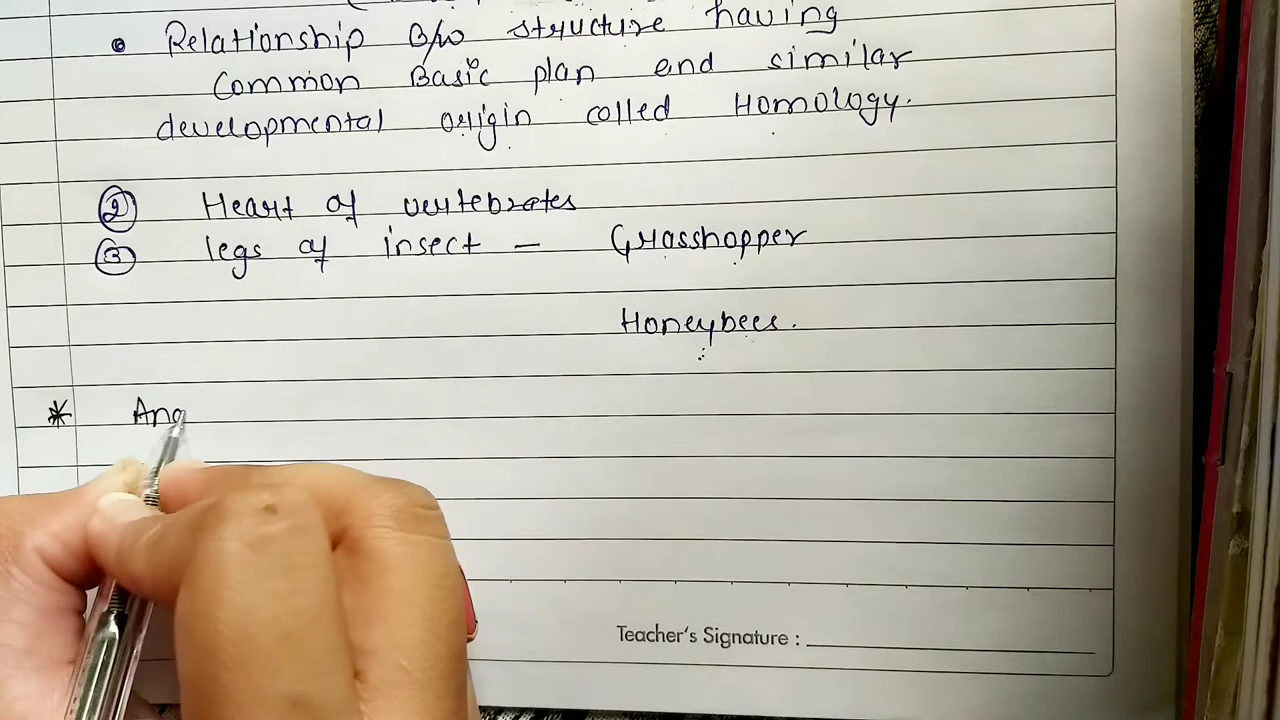 • Relationship B/w structure having
Common Basic plan and similar
developmental origin called Homology.
② Heart of vertebrates
③ legs of insect - Grasshopper
Honeybees.
* Ana
Teacher's Signature :